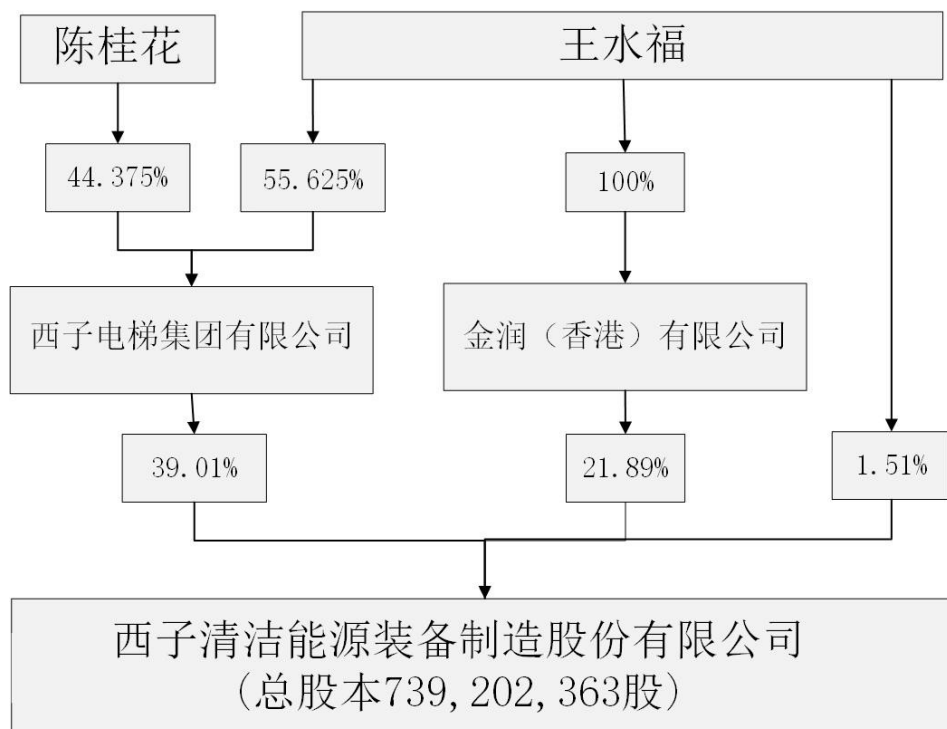 陈桂花
王水福
44.375%
55.625%
100%
西子电梯集团有限公司
金润（香港）有限公司
39.01%
21.89%
1.51%
西子清洁能源装备制造股份有限公司
（总股本739,202,363股）